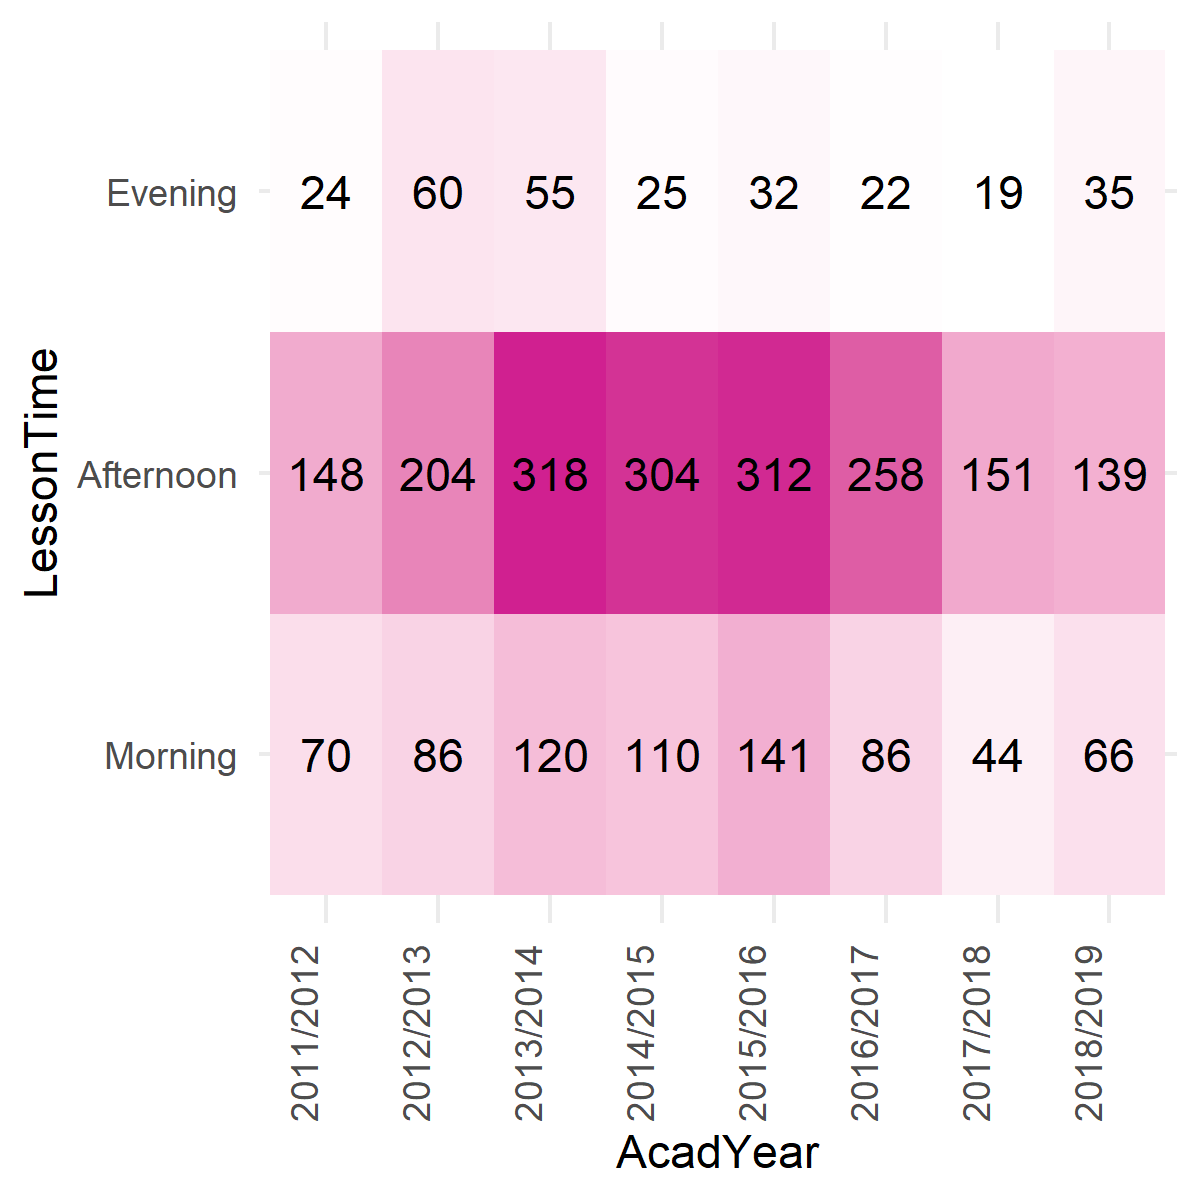 Evening 24 60 55 25 32 22 19 35
LessonTime
Afternoon 148 204 318 304 312 258 151 139
Morning 70 86 120 110 141 86 44 66
2011/2012 2012/2013 2013/2014 2014/2015 2015/2016 2016/2017 2017/2018 2018/2019
AcadYear